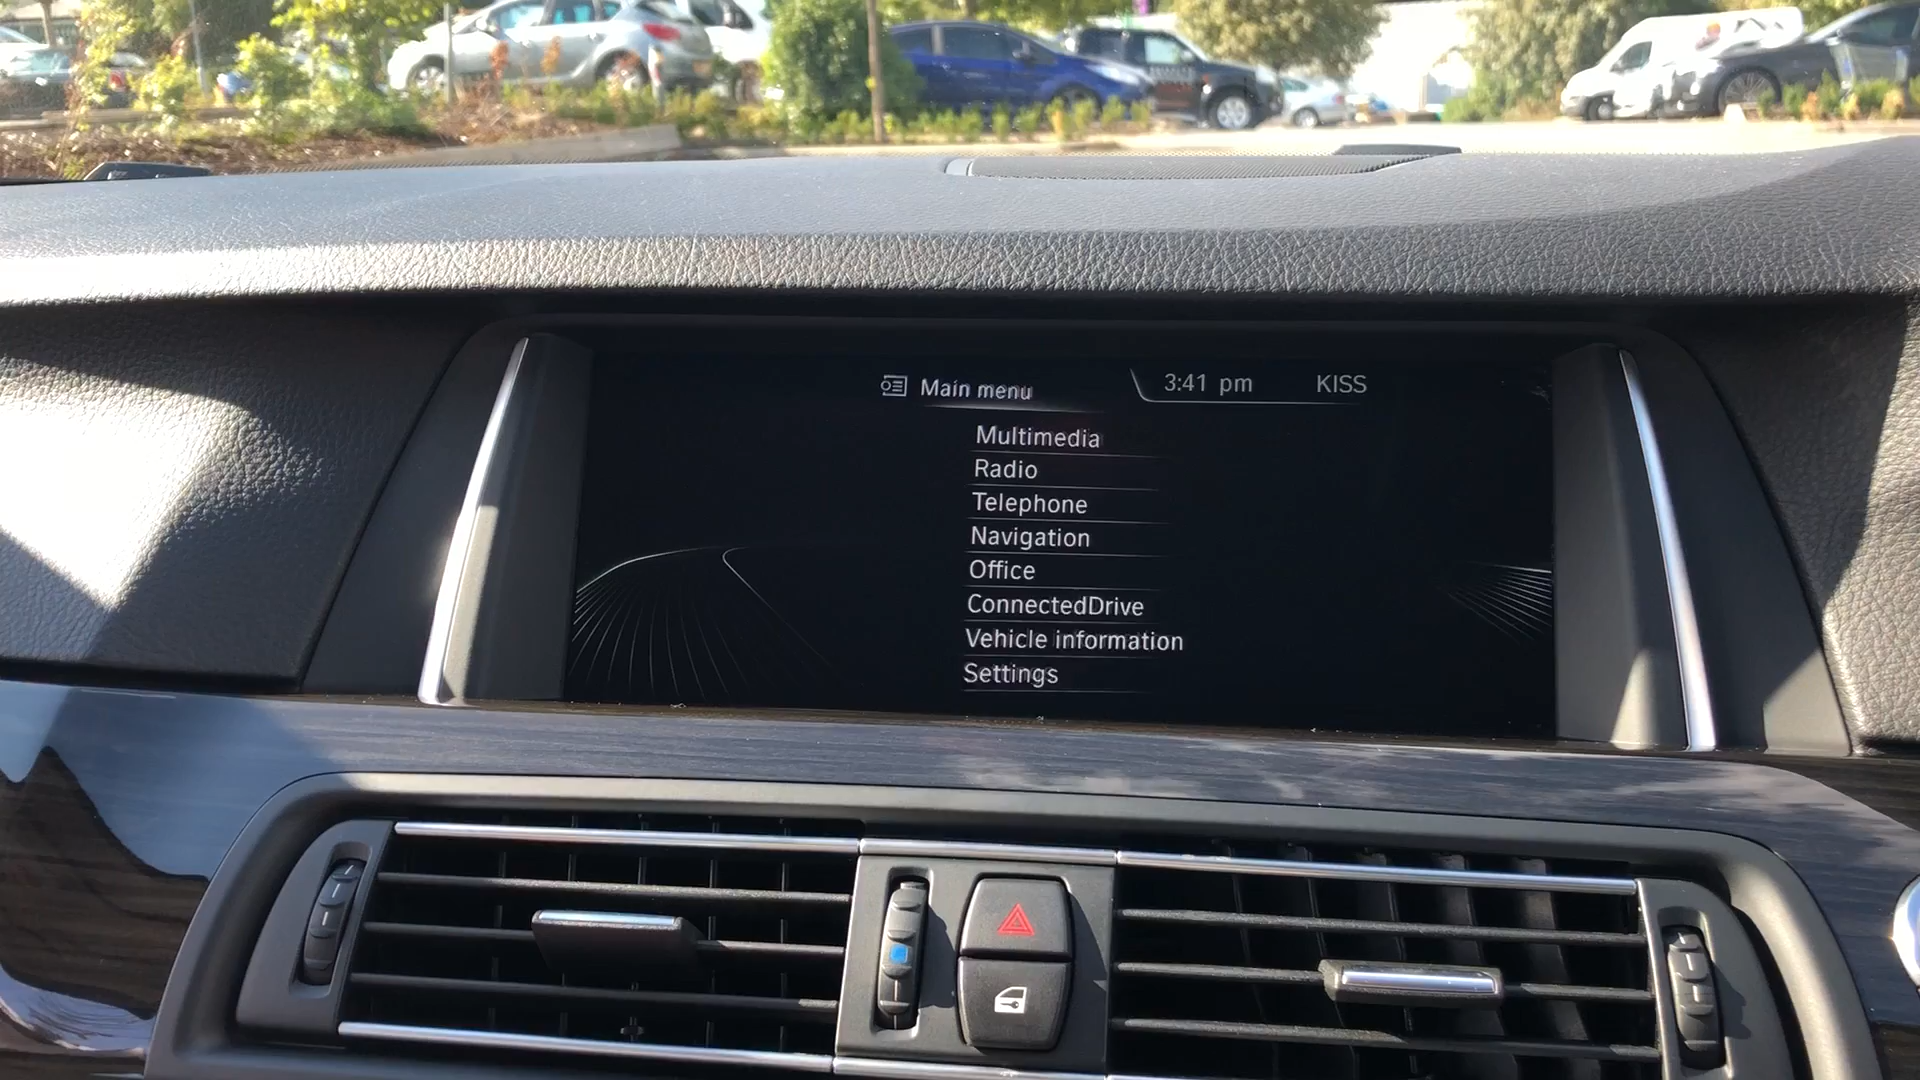 Main menu
3:41 pm
KISS
Multimedia
Radio
Telephone
Navigation
Office
ConnectedDrive
Vehicle information
Settings